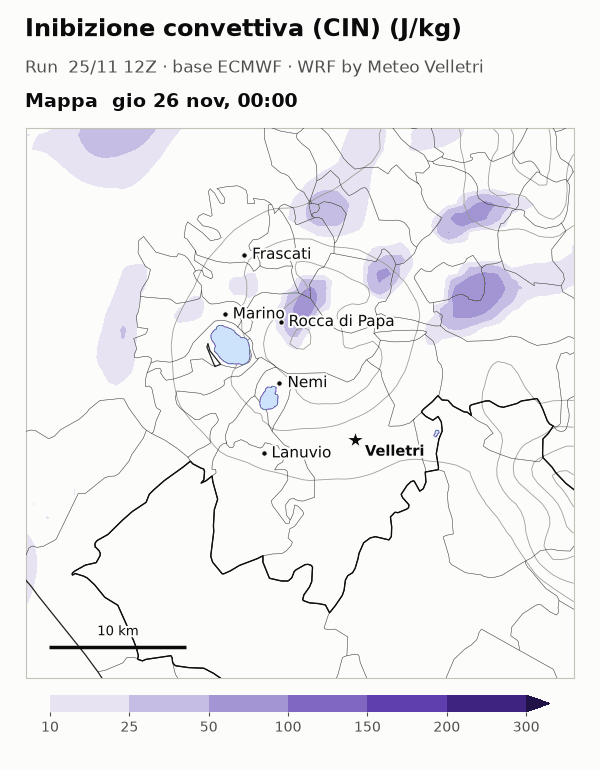 Inibizione convettiva (CIN) (J/kg)
Run 25/11 12Z · base ECMWF · WRF by Meteo Velletri
Mappa gio 26 nov, 00:00
Frascati
Marino
Rocca di Papa
Nemi
Velletri
Lanuvio
10 km
10 25 50 100 150 200 300